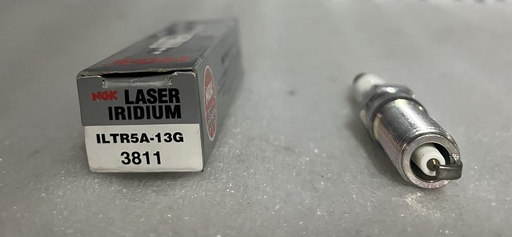 NGK LASER
IRIDIUM
ILTR5A-13G
3811